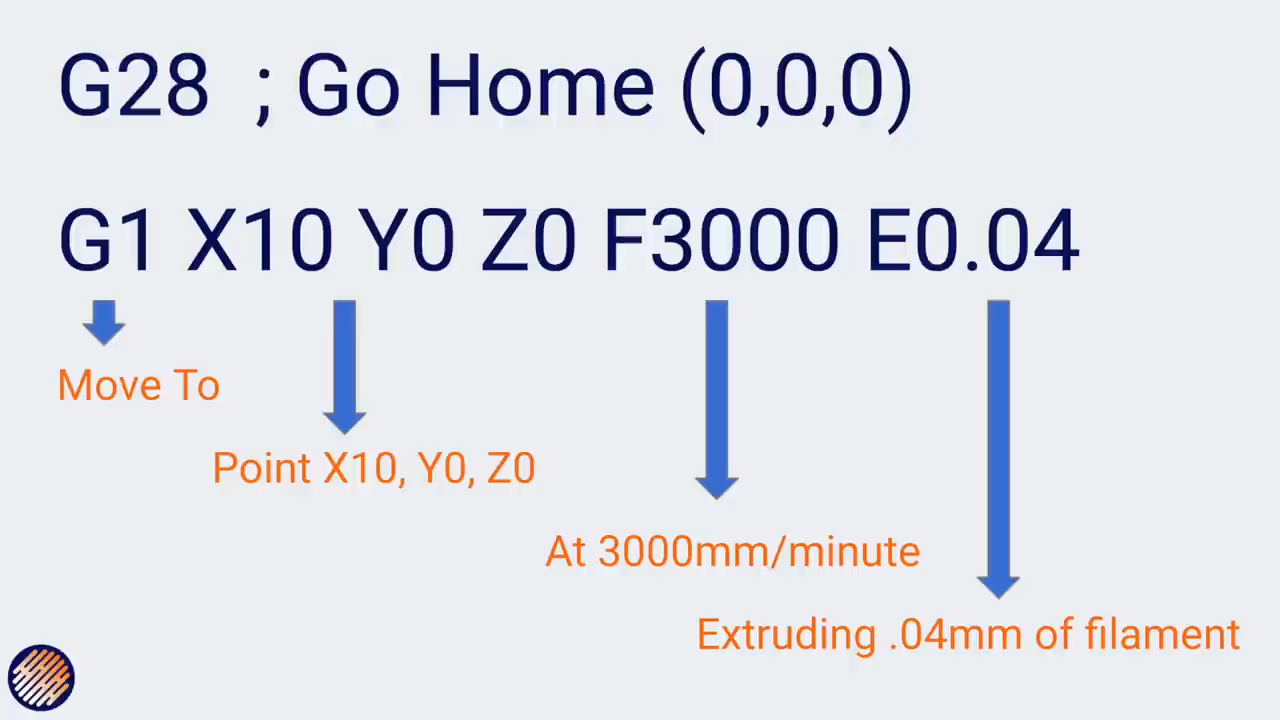 G28 ; Go Home (0,0,0)
G1 X10 Y0 Z0 F3000 E0.04
Move To
Point X10, Y0, Z0
At 3000mm/minute
Extruding .04mm of filament